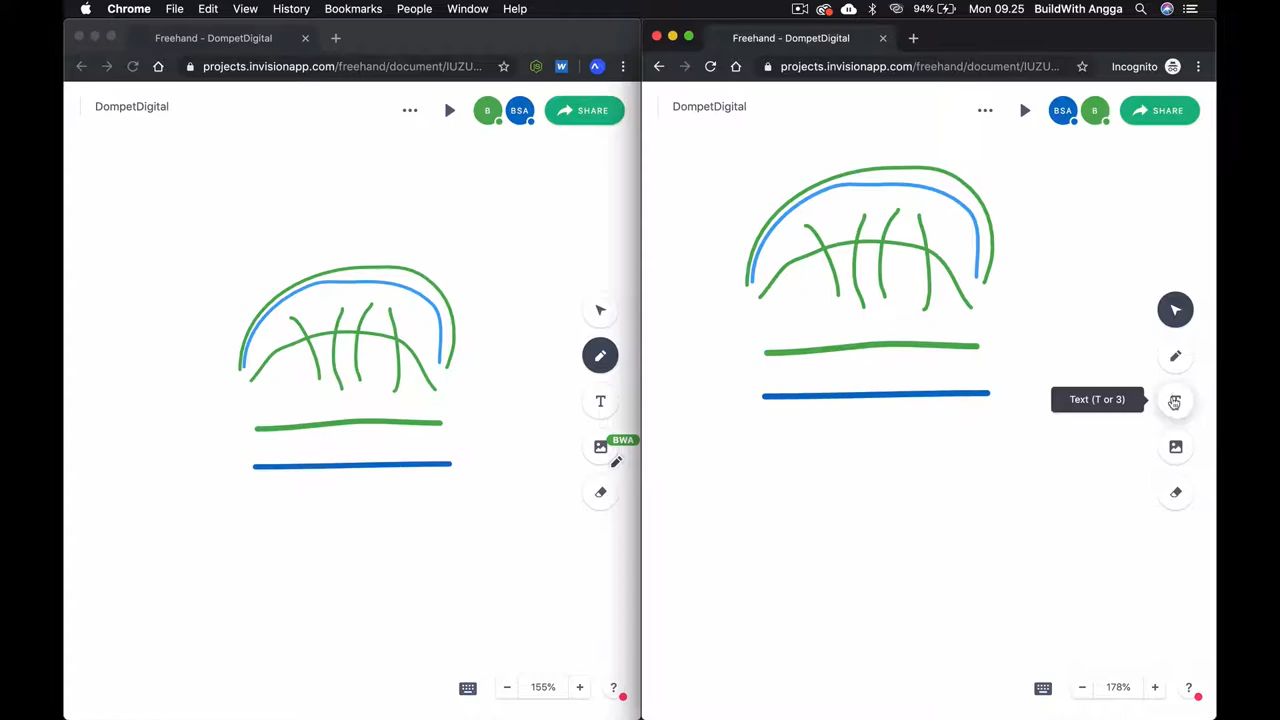 Chrome File Edit View History Bookmarks People Window Help 94% Mon 09.25 BuildWith Angga
Freehand - DompetDigital
projects.invisionapp.com/freehand/document/IUZU...
DompetDigital
B BSA SHARE
T
BWA
155%
?
Freehand - DompetDigital
projects.invisionapp.com/freehand/document/IUZU... Incognito
DompetDigital
BSA B SHARE
Text (T or 3)
178%
?